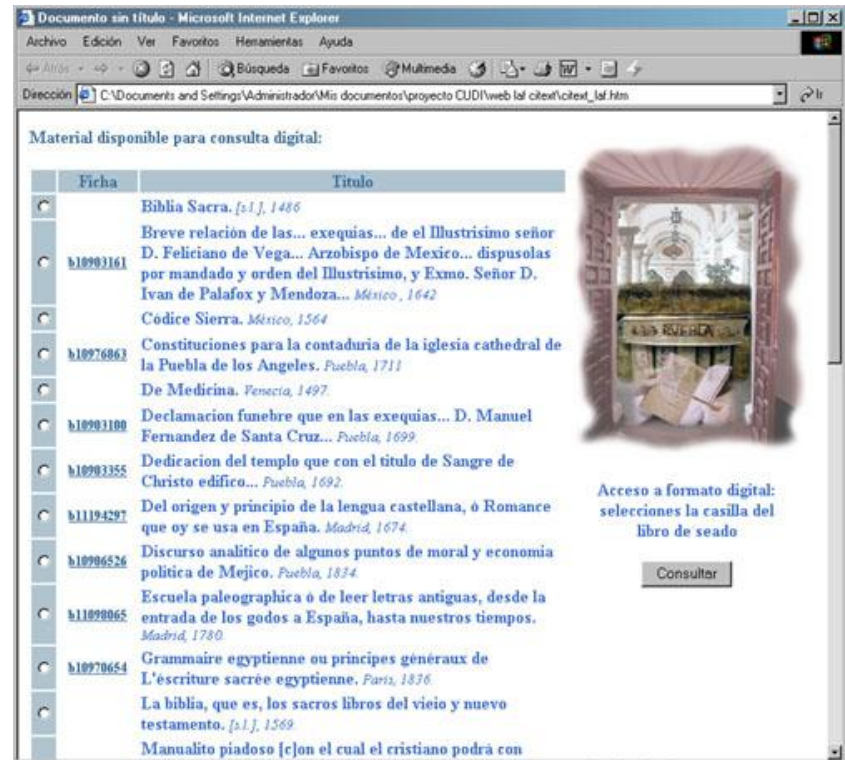 Documento sin título - Microsoft Internet Explorer
Archivo Edición Ver Favoritos Herramientas Ayuda
Atrás Búsqueda Favoritos Multimedia
Dirección C:\Documents and Settings\Administrador\Mis documentos\proyecto CUDI\web laf citext\citext_laf.htm Ir
Material disponible para consulta digital:
Ficha Titulo
Biblia Sacra. [s.l.], 1486
Breve relación de las... exequias... de el Illustrisimo señor
D. Feliciano de Vega... Arzobispo de Mexico... dispusolas
b10903161 por mandado y orden del Illustrisimo, y Exmo. Señor D.
Ivan de Palafox y Mendoza... México , 1642
Códice Sierra. México, 1564
b10976863 Constituciones para la contaduria de la iglesia cathedral de
la Puebla de los Angeles. Puebla, 1711
De Medicina. Venecia, 1497.
b10903100 Declamacion funebre que en las exequias... D. Manuel
Fernandez de Santa Cruz... Puebla, 1699.
b10903355 Dedicacion del templo que con el titulo de Sangre de
Christo edifico... Puebla, 1692.
b11194297 Del origen y principio de la lengua castellana, ó Romance
que oy se usa en España. Madrid, 1674.
b10906526 Discurso analitico de algunos puntos de moral y economia
politica de Mejico. Puebla, 1834.
Escuela paleographica ó de leer letras antiguas, desde la
b11098065 entrada de los godos a España, hasta nuestros tiempos.
Madrid, 1780.
b10970654 Grammaire egyptienne ou principes généraux de
L'éscriture sacrée egyptienne. Paris, 1836.
La biblia, que es, los sacros libros del vieio y nuevo
testamento. [s.l.], 1569.
Manualito piadoso [c]on el cual el cristiano podrá con
Acceso a formato digital:
selecciones la casilla del
libro de seado
Consultar